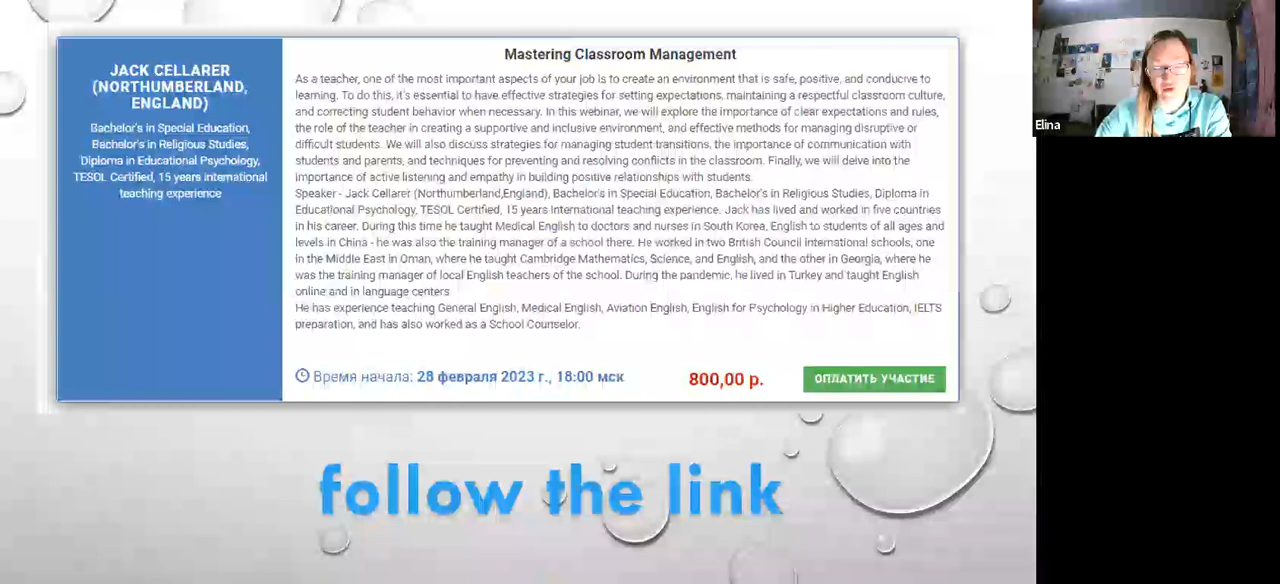 JACK CELLARER
(NORTHUMBERLAND,
ENGLAND)
Bachelor's in Special Education,
Bachelor's in Religious Studies,
Diploma in Educational Psychology,
TESOL Certified, 15 years international
teaching experience
Mastering Classroom Management
As a teacher, one of the most important aspects of your job is to create an environment that is safe, positive, and conducive to
learning. To do this, it's essential to have effective strategies for setting expectations, maintaining a respectful classroom culture,
and correcting student behavior when necessary. In this webinar, we will explore the importance of clear expectations and rules,
the role of the teacher in creating a supportive and inclusive environment, and effective methods for managing disruptive or
difficult students. We will also discuss strategies for managing student transitions, the importance of communication with
students and parents, and techniques for preventing and resolving conflicts in the classroom. Finally, we will delve into the
importance of active listening and empathy in building positive relationships with students.
Speaker - Jack Cellarer (Northumberland,England), Bachelor's in Special Education, Bachelor's in Religious Studies, Diploma in
Educational Psychology, TESOL Certified, 15 years International teaching experience. Jack has lived and worked in five countries
in his career. During this time he taught Medical English to doctors and nurses in South Korea, English to students of all ages and
levels in China - he was also the training manager of a school there. He worked in two British Council international schools, one
in the Middle East in Oman, where he taught Cambridge Mathematics, Science, and English, and the other in Georgia, where he
was the training manager of local English teachers of the school. During the pandemic, he lived in Turkey and taught English
online and in language centers
He has experience teaching General English, Medical English, Aviation English, English for Psychology in Higher Education, IELTS
preparation, and has also worked as a School Counselor.
Время начала: 28 февраля 2023 г., 18:00 мск
800,00 р.
ОПЛАТИТЬ УЧАСТИЕ
follow the link
Elina